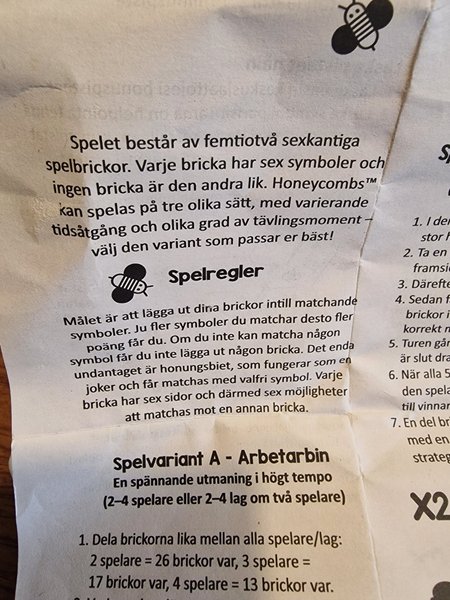 Spelet består av femtiotvå sexkantiga
spelbrickor. Varje bricka har sex symboler och
ingen bricka är den andra lik. Honeycombs™
kan spelas på tre olika sätt, med varierande
tidsåtgång och olika grad av tävlingsmoment –
välj den variant som passar er bäst!
Spelregler
Målet är att lägga ut dina brickor intill matchande
symboler. Ju fler symboler du matchar desto fler
poäng får du. Om du inte kan matcha någon
symbol får du inte lägga ut någon bricka. Det enda
undantaget är honungsbiet, som fungerar som en
joker och får matchas med valfri symbol. Varje
bricka har sex sidor och därmed sex möjligheter
att matchas mot en annan bricka.
Spelvariant A - Arbetarbin
En spännande utmaning i högt tempo
(2–4 spelare eller 2–4 lag om två spelare)
1. Dela brickorna lika mellan alla spelare/lag:
2 spelare = 26 brickor var, 3 spelare =
17 brickor var, 4 spelare = 13 brickor var.
1. I de
stor h
2. Ta en
framsid
3. Därefte
4. Sedan f
brickor i
korrekt m
5. Turen går
är slut dra
6. När alla 5
den spela
till vinnar
7. En del br
med en
strateg
X2